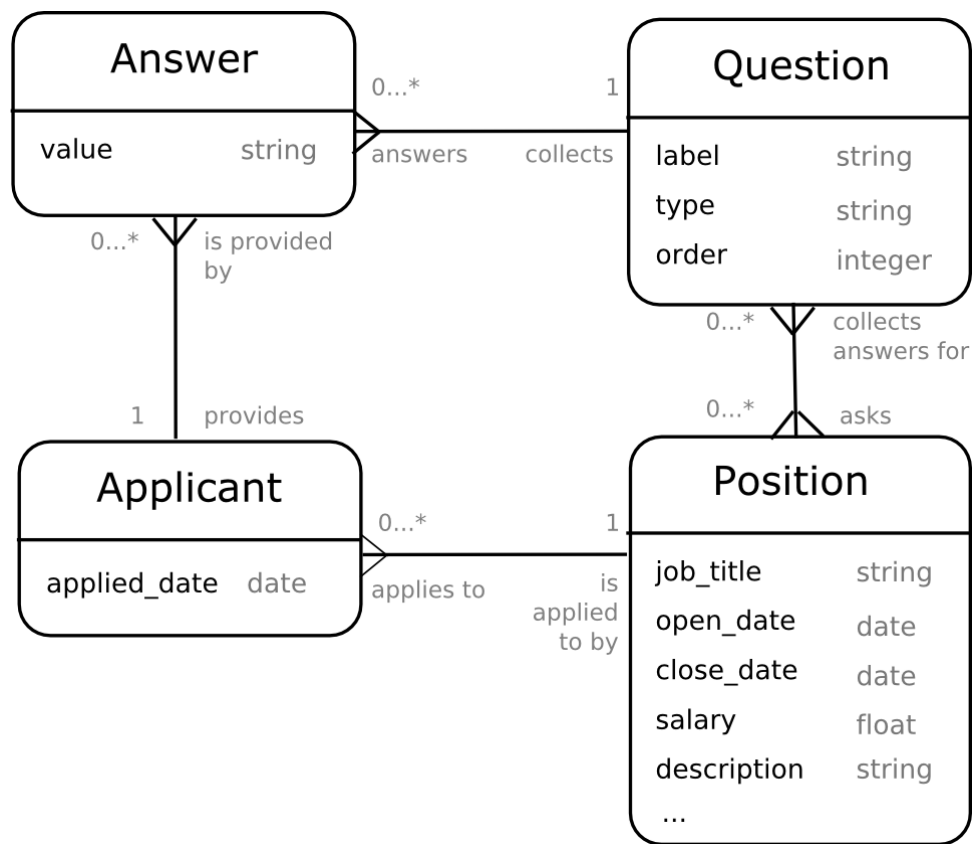 Answer
value string
0...*
answers
1
collects
Question
label string
type string
order integer
0...*
is provided
by
1
provides
0...*
collects
answers for
0...*
asks
Applicant
applied_date date
0...*
applies to
1
is
applied
to by
Position
job_title string
open_date date
close_date date
salary float
description string
...